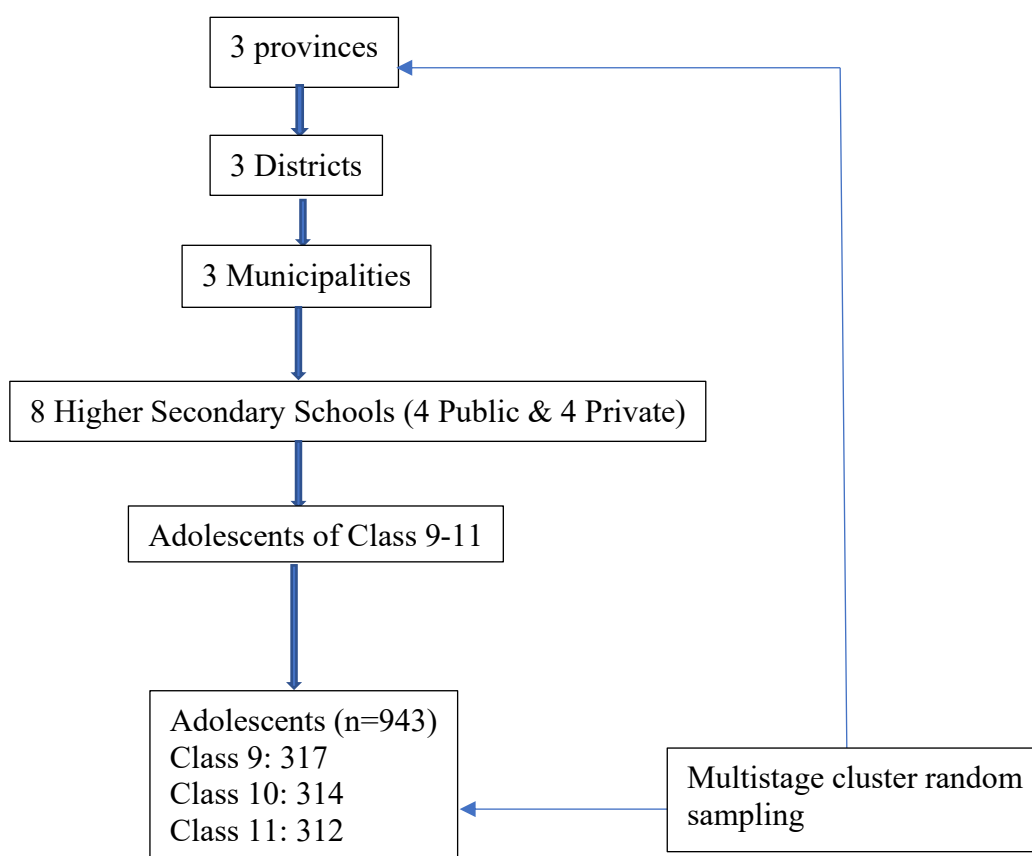 3 provinces
3 Districts
3 Municipalities
8 Higher Secondary Schools (4 Public & 4 Private)
Adolescents of Class 9-11
Adolescents (n=943)
Class 9: 317
Class 10: 314
Class 11: 312
Multistage cluster random
sampling